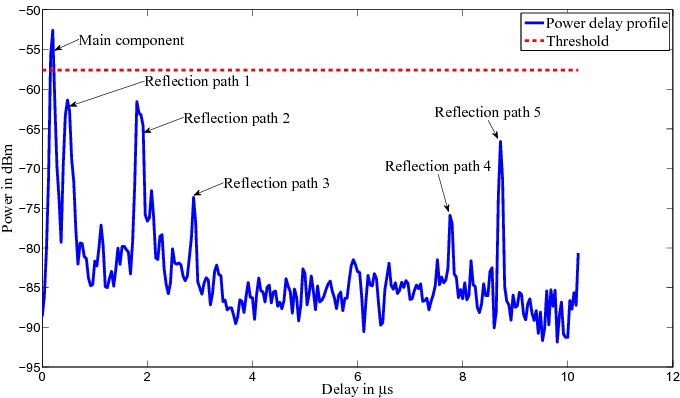 −50
−55
−60
−65
−70
−75
−80
−85
−90
−95
Power in dBm
Main component
Reflection path 1
Reflection path 2
Reflection path 3
Reflection path 4
Reflection path 5
Power delay profile
Threshold
0
2
4
6
8
10
12
Delay in μs